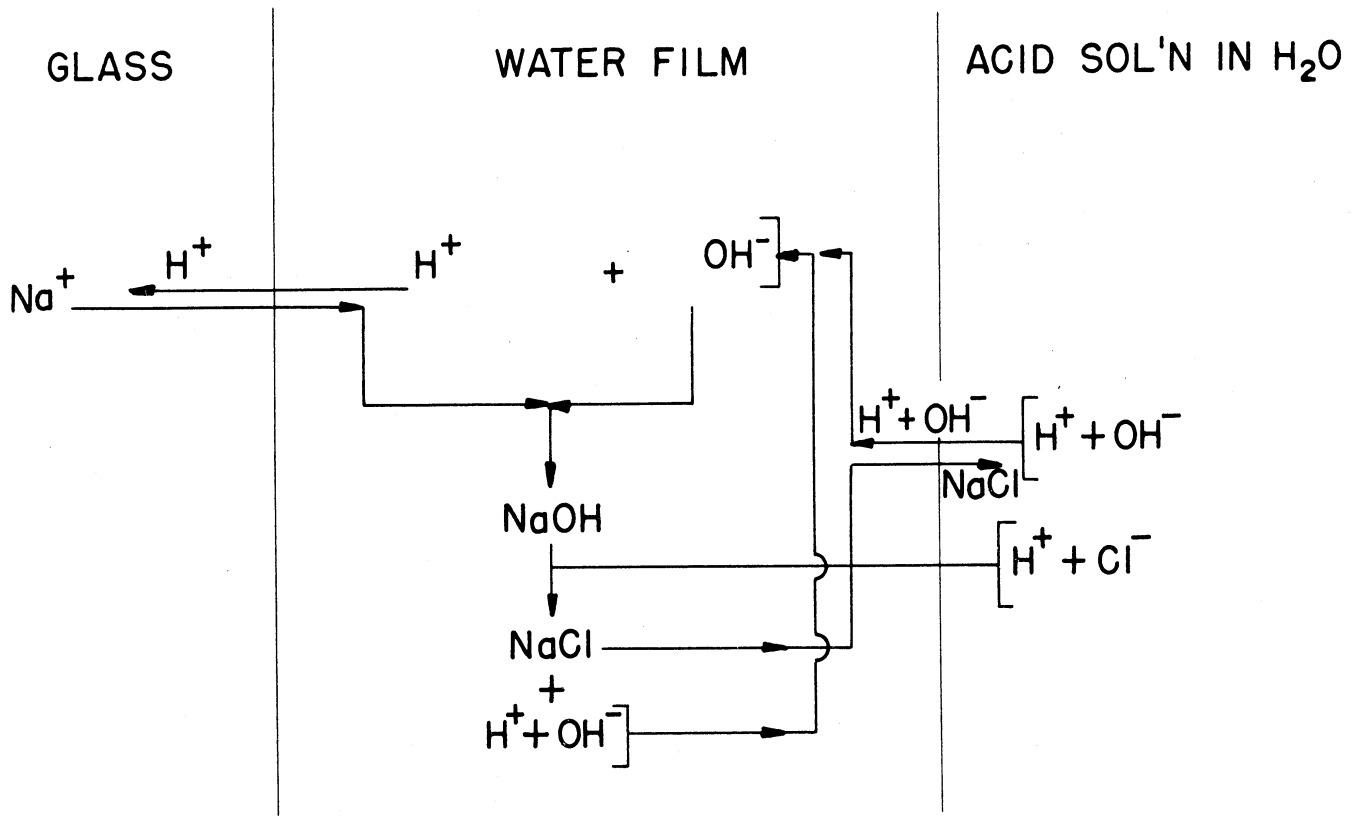 GLASS WATER FILM ACID SOL'N IN H₂O
H⁺ H⁺ + OH⁻]
Na⁺
H⁺+OH⁻ [H⁺+OH⁻
NaCl
NaOH
[H⁺+Cl⁻
NaCl
+
H⁺+OH⁻]